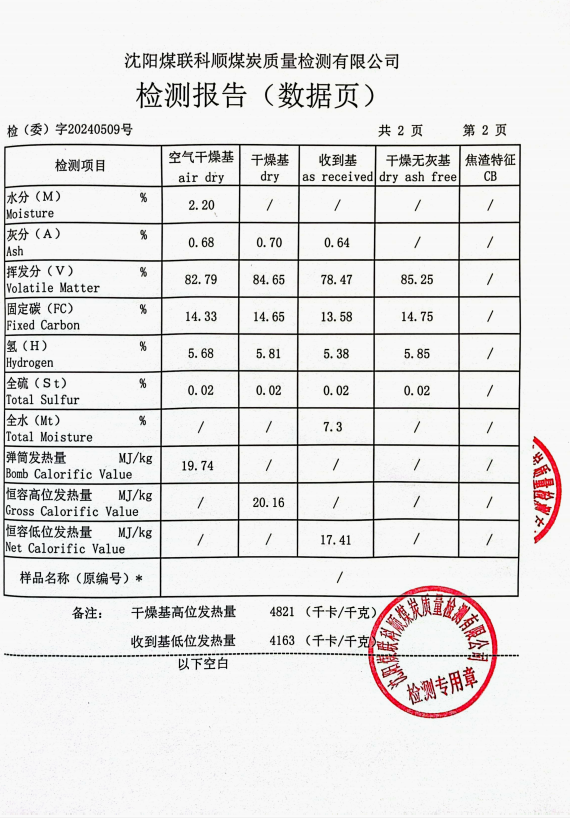 沈阳煤联科顺煤炭质量检测有限公司
检测报告（数据页）
检（委）字20240509号 共 2 页 第 2 页
检测项目 空气干燥基 air dry 干燥基 dry 收到基 as received 干燥无灰基 dry ash free 焦渣特征 CB
水分（M） % Moisture 2.20 / / / /
灰分（A） % Ash 0.68 0.70 0.64 / /
挥发分（V） % Volatile Matter 82.79 84.65 78.47 85.25 /
固定碳（FC） % Fixed Carbon 14.33 14.65 13.58 14.75 /
氢（H） % Hydrogen 5.68 5.81 5.38 5.85 /
全硫（St） % Total Sulfur 0.02 0.02 0.02 0.02 /
全水（Mt） % Total Moisture / / 7.3 / /
弹筒发热量 MJ/kg Bomb Calorific Value 19.74 / / / /
恒容高位发热量 MJ/kg Gross Calorific Value / 20.16 / / /
恒容低位发热量 MJ/kg Net Calorific Value / / 17.41 / /
样品名称（原编号）* /
备注： 干燥基高位发热量 4821 （千卡/千克）
收到基低位发热量 4163 （千卡/千克）
以下空白
沈阳煤联科顺煤炭质量检测有限公司
检测专用章
质量检测